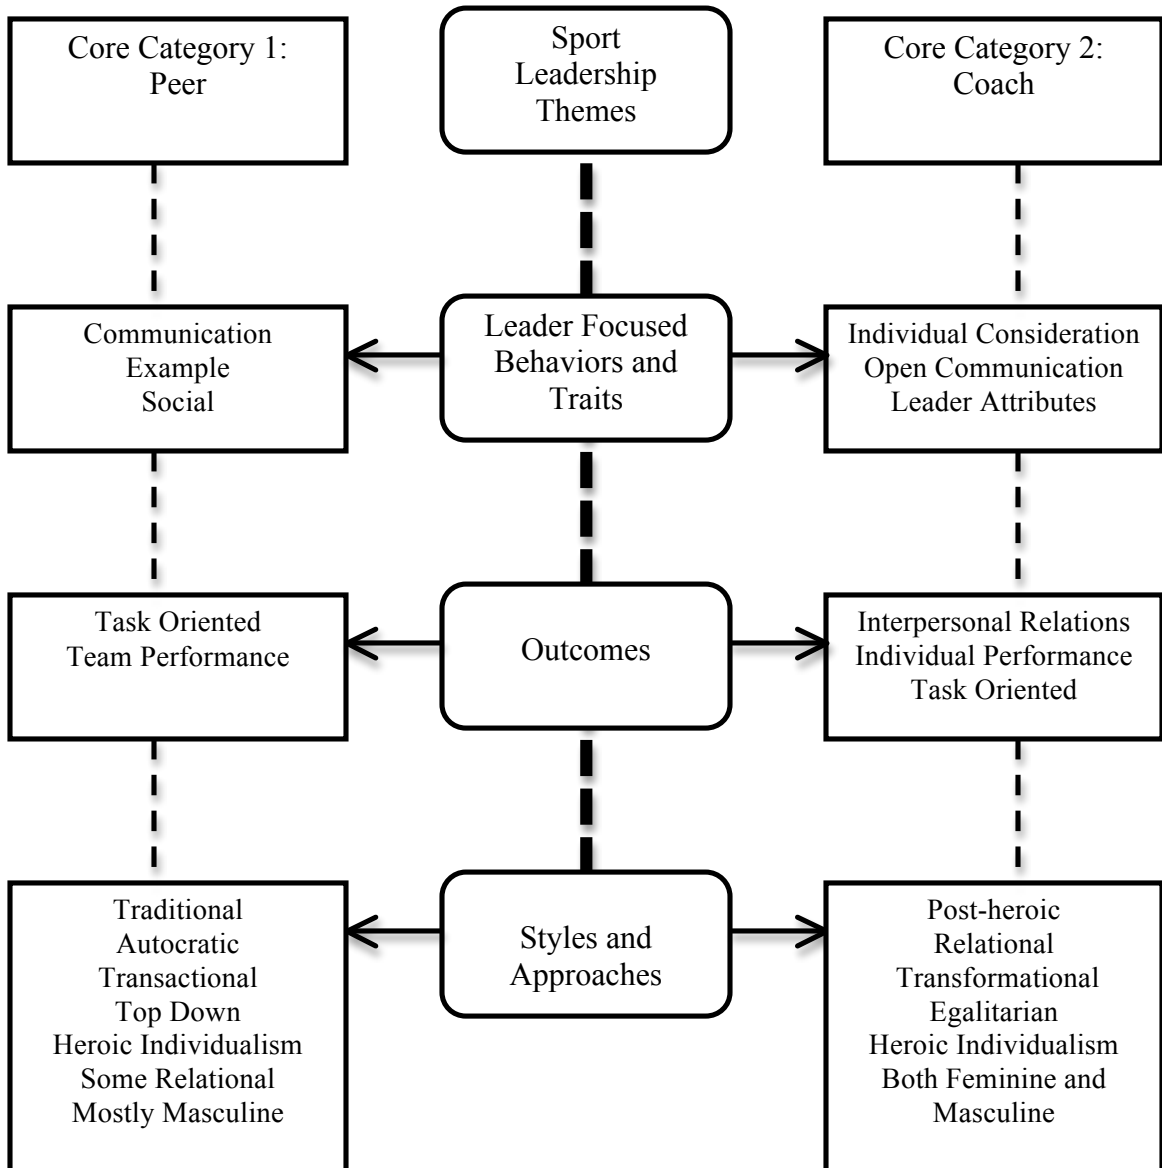 Core Category 1:
Peer
Sport
Leadership
Themes
Core Category 2:
Coach
Communication
Example
Social
Leader Focused
Behaviors and
Traits
Individual Consideration
Open Communication
Leader Attributes
Task Oriented
Team Performance
Outcomes
Interpersonal Relations
Individual Performance
Task Oriented
Traditional
Autocratic
Transactional
Top Down
Heroic Individualism
Some Relational
Mostly Masculine
Styles and
Approaches
Post-heroic
Relational
Transformational
Egalitarian
Heroic Individualism
Both Feminine and
Masculine